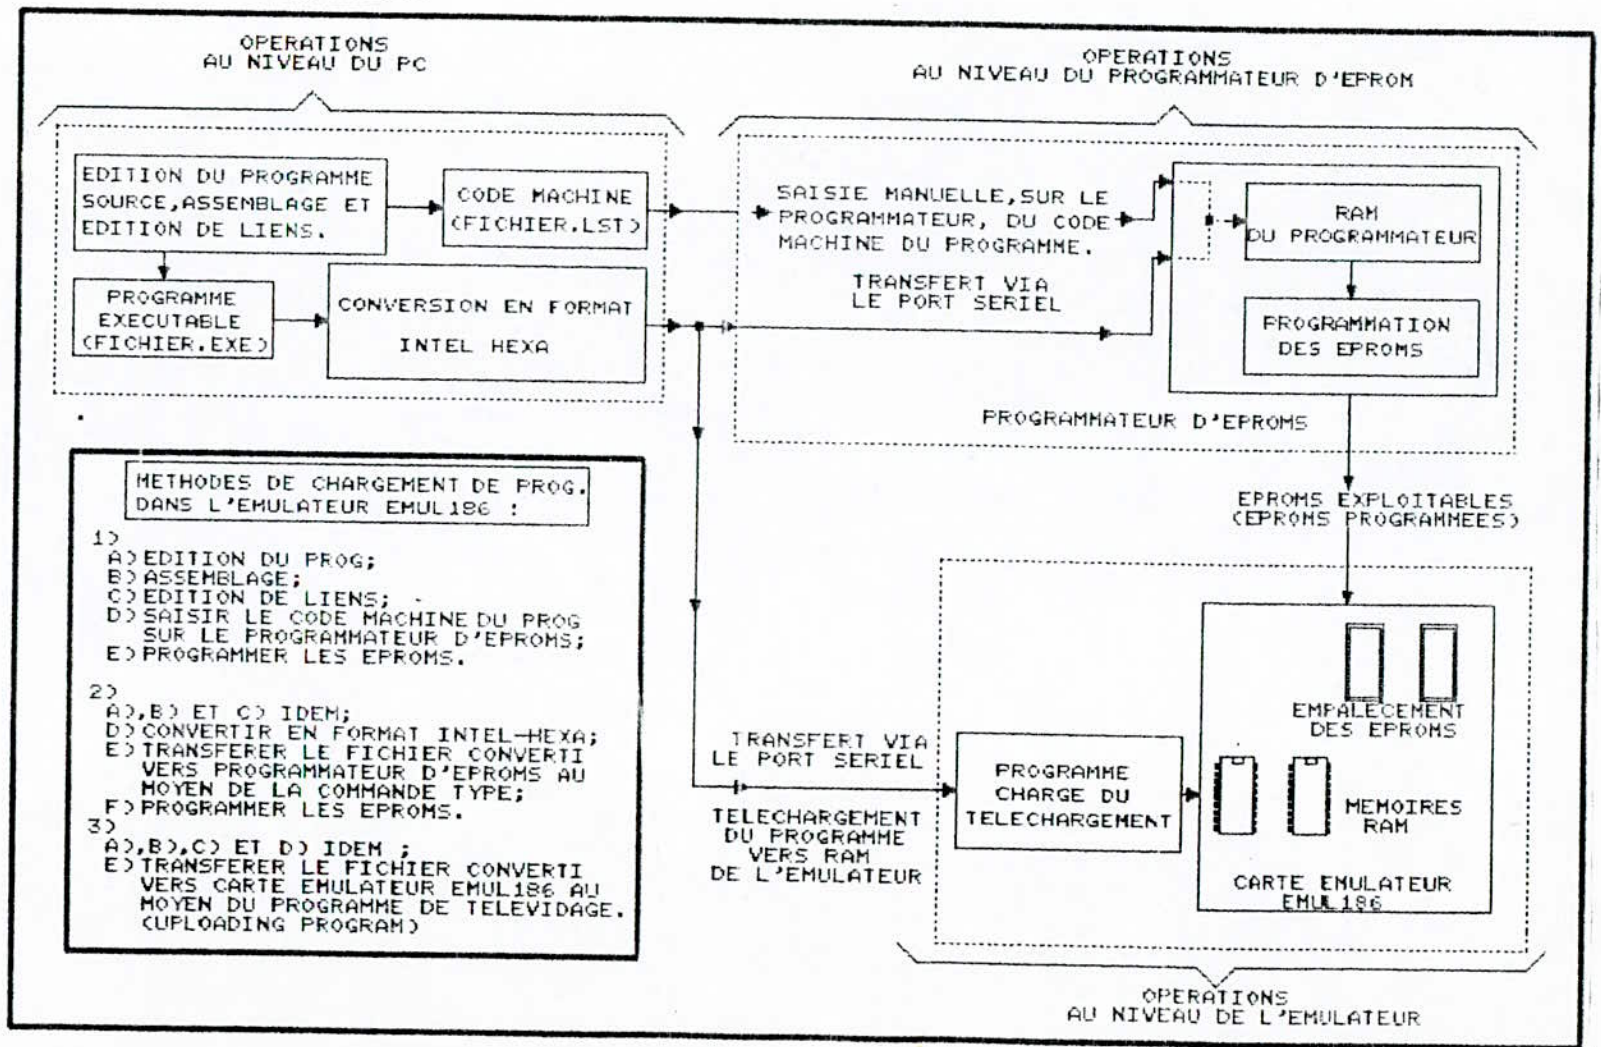 OPERATIONS
AU NIVEAU DU PC
OPERATIONS
AU NIVEAU DU PROGRAMMATEUR D'EPROM
EDITION DU PROGRAMME
SOURCE,ASSEMBLAGE ET
EDITION DE LIENS.
CODE MACHINE
(FICHIER.LST)
PROGRAMME
EXECUTABLE
(FICHIER.EXE)
CONVERSION EN FORMAT
INTEL HEXA
SAISIE MANUELLE,SUR LE
PROGRAMMATEUR, DU CODE
MACHINE DU PROGRAMME.
TRANSFERT VIA
LE PORT SERIEL
RAM
DU PROGRAMMATEUR
PROGRAMMATION
DES EPROMS
PROGRAMMATEUR D'EPROMS
EPROMS EXPLOITABLES
(EPROMS PROGRAMMEES)
METHODES DE CHARGEMENT DE PROG.
DANS L'EMULATEUR EMUL186 :
1)
A)EDITION DU PROG;
B)ASSEMBLAGE;
C)EDITION DE LIENS;
D)SAISIR LE CODE MACHINE DU PROG
SUR LE PROGRAMMATEUR D'EPROMS;
E)PROGRAMMER LES EPROMS.
2)
A),B) ET C) IDEM;
D)CONVERTIR EN FORMAT INTEL-HEXA;
E)TRANSFERER LE FICHIER CONVERTI
VERS PROGRAMMATEUR D'EPROMS AU
MOYEN DE LA COMMANDE TYPE;
F)PROGRAMMER LES EPROMS.
3)
A),B),C) ET D) IDEM ;
E)TRANSFERER LE FICHIER CONVERTI
VERS CARTE EMULATEUR EMUL186 AU
MOYEN DU PROGRAMME DE TELEVIDAGE.
(UPLOADING PROGRAM)
TRANSFERT VIA
LE PORT SERIEL
TELECHARGEMENT
DU PROGRAMME
VERS RAM
DE L'EMULATEUR
PROGRAMME
CHARGE DU
TELECHARGEMENT
EMPALECEMENT
DES EPROMS
MEMOIRES
RAM
CARTE EMULATEUR
EMUL186
OPERATIONS
AU NIVEAU DE L'EMULATEUR